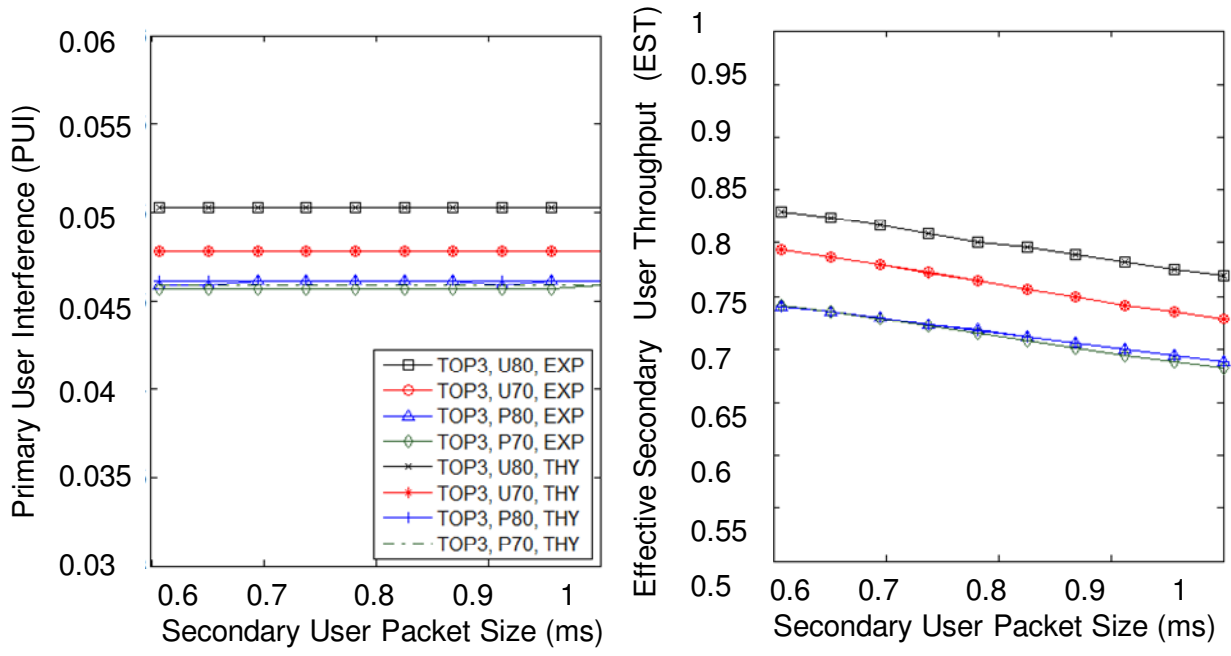 Primary User Interference (PUI)
0.06
0.055
0.05
0.045
0.04
0.035
0.03
TOP3, U80, EXP
TOP3, U70, EXP
TOP3, P80, EXP
TOP3, P70, EXP
TOP3, U80, THY
TOP3, U70, THY
TOP3, P80, THY
TOP3, P70, THY
0.6 0.7 0.8 0.9 1
Secondary User Packet Size (ms)
Effective Secondary User Throughput (EST)
1
0.95
0.9
0.85
0.8
0.75
0.7
0.65
0.6
0.55
0.5
0.6 0.7 0.8 0.9 1
Secondary User Packet Size (ms)